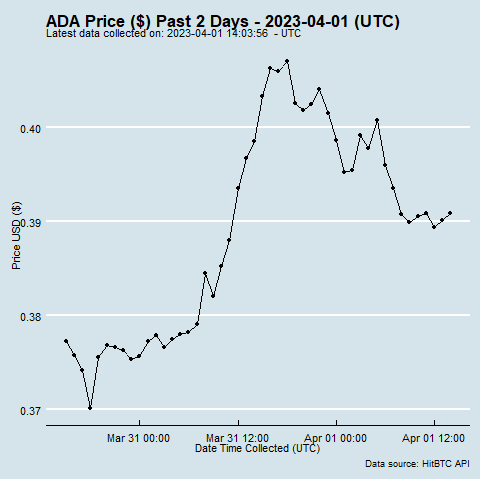 ADA Price ($) Past 2 Days - 2023-04-01 (UTC)
Latest data collected on: 2023-04-01 14:03:56  - UTC
Price USD ($)
0.40
0.39
0.38
0.37
Mar 31 00:00 Mar 31 12:00 Apr 01 00:00 Apr 01 12:00
Date Time Collected (UTC)
Data source: HitBTC API